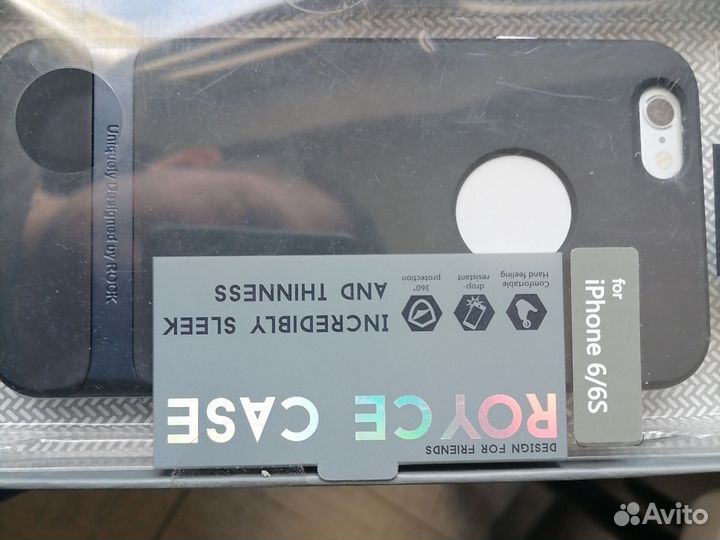 Uniquely Designed by ROCK
for
iPhone 6/6S
DESIGN FOR FRIENDS
ROYCE CASE
INCREDIBLY SLEEK
AND THINNESS
Comfortable
Hand feeling
drop-
resistant
360°
protection
Avito